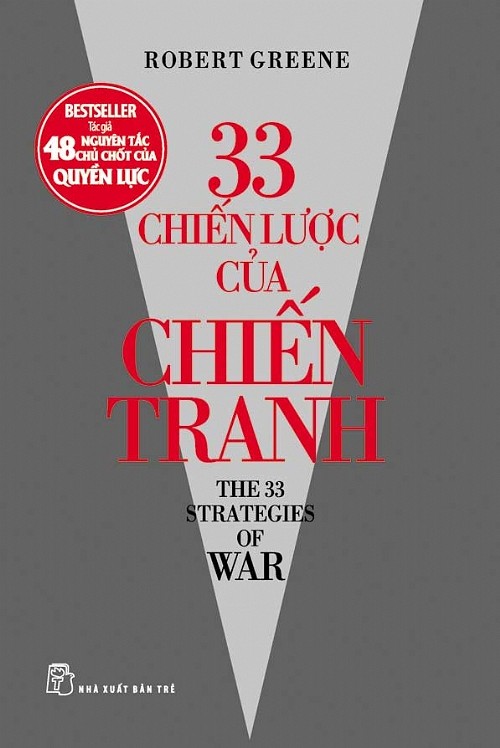 ROBERT GREENE
BESTSELLER
Tác giả
48 NGUYÊN TẮC
CHỦ CHỐT CỦA
QUYỀN LỰC
33
CHIẾN LƯỢC
CỦA
CHIẾN
TRANH
THE 33
STRATEGIES
OF
WAR
NHÀ XUẤT BẢN TRẺ